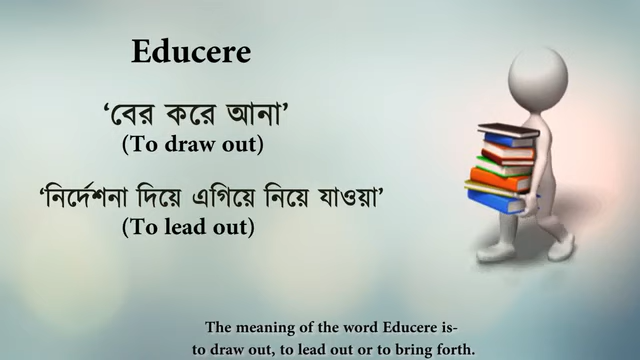 Educere
‘বের করে আনা’
(To draw out)
‘নির্দেশনা দিয়ে এগিয়ে নিয়ে যাওয়া’
(To lead out)
The meaning of the word Educere is-
to draw out, to lead out or to bring forth.